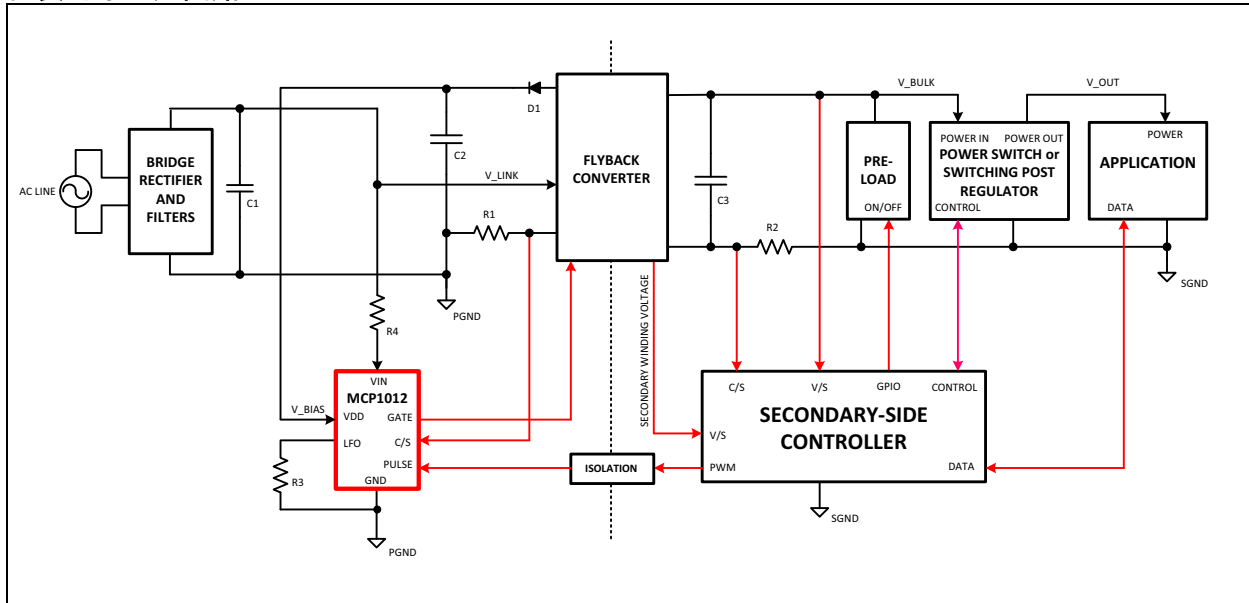 V_BULK
V_OUT
D1
AC LINE
BRIDGE
RECTIFIER
AND
FILTERS
C1
C2
V_LINK
R1
FLYBACK
CONVERTER
C3
R2
PRE-
LOAD
ON/OFF
POWER IN
POWER OUT
POWER SWITCH or
SWITCHING POST
REGULATOR
CONTROL
POWER
APPLICATION
DATA
SGND
PGND
R4
SECONDARY WINDING VOLTAGE
VIN
MCP1012
V_BIAS
VDD
GATE
LFO
C/S
PULSE
GND
R3
PGND
ISOLATION
C/S
V/S
GPIO
CONTROL
SECONDARY-SIDE
CONTROLLER
V/S
PWM
DATA
SGND